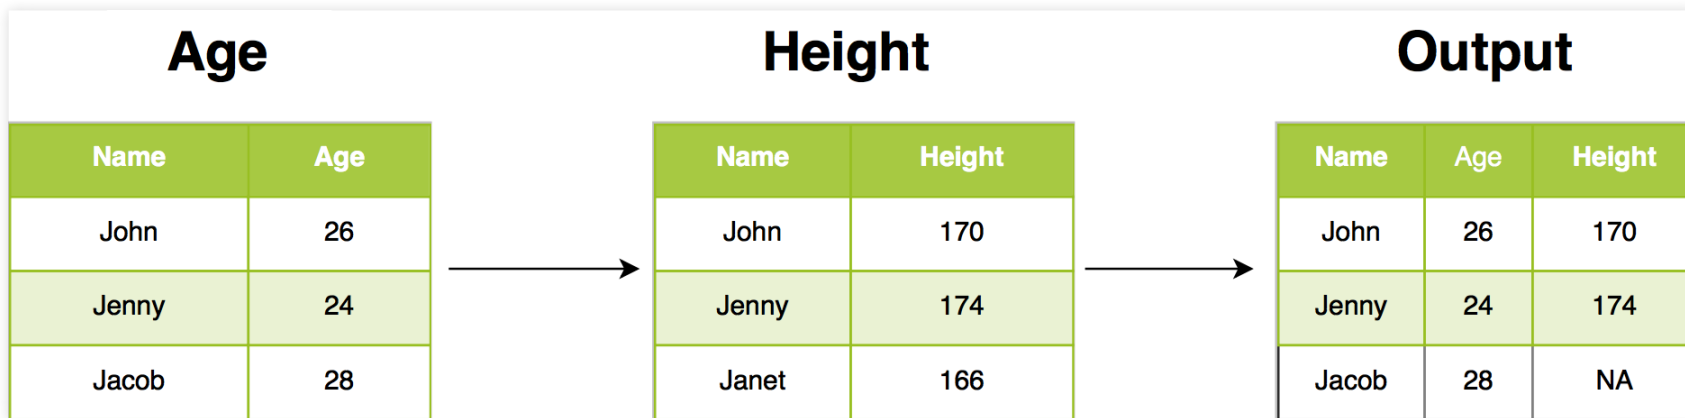 Age Height Output
Name Age Name Height Name Age Height
John 26 John 170 John 26 170
Jenny 24 Jenny 174 Jenny 24 174
Jacob 28 Janet 166 Jacob 28 NA